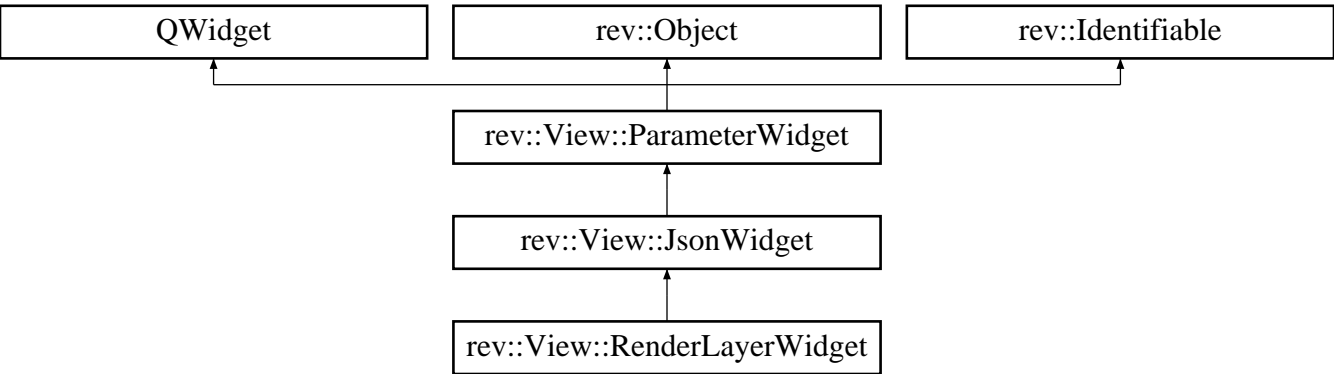 QWidget
rev::Object
rev::Identifiable
rev::View::ParameterWidget
rev::View::JsonWidget
rev::View::RenderLayerWidget